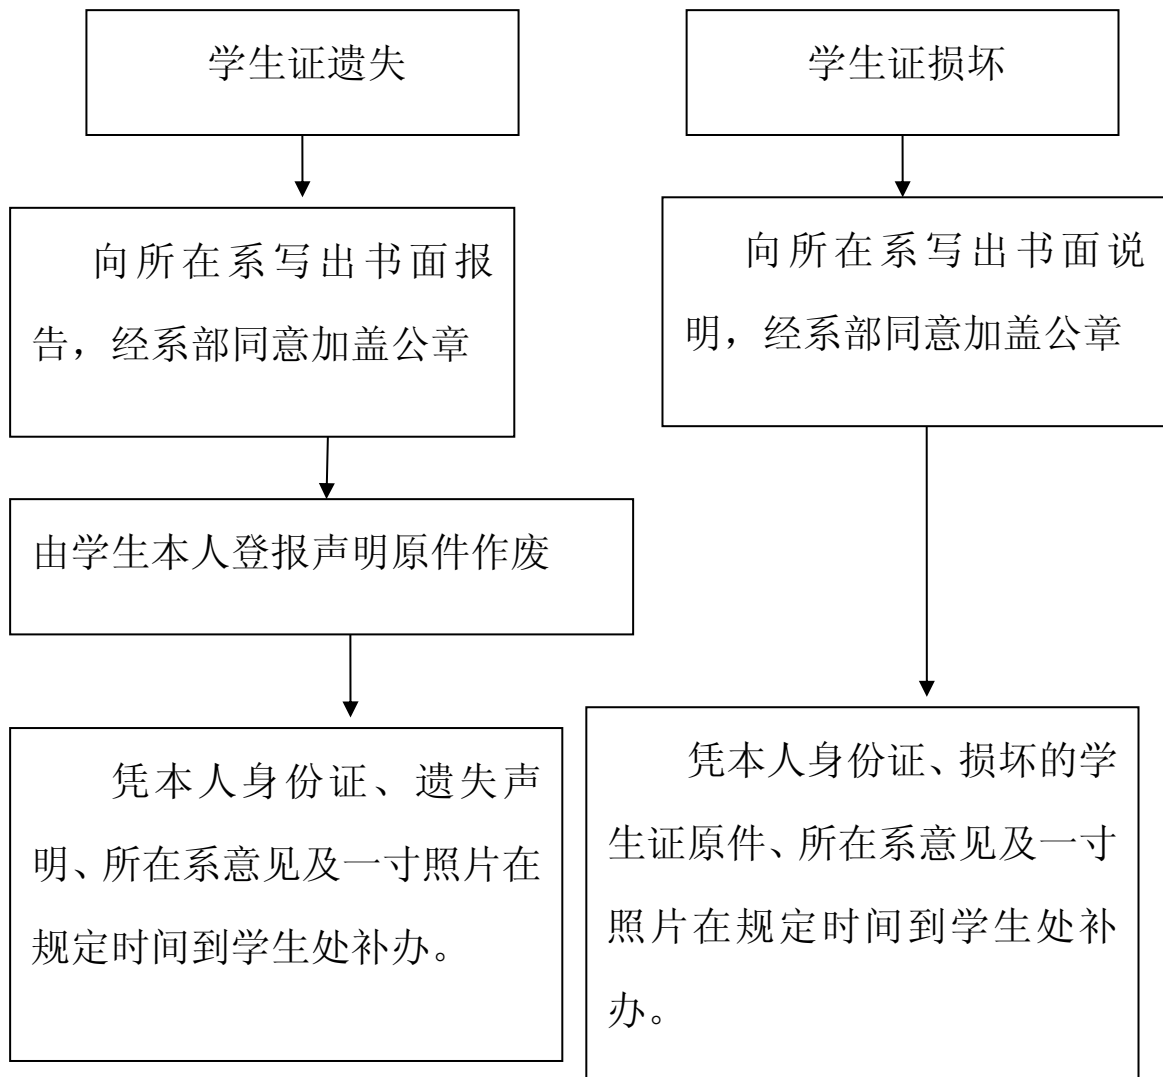 学生证遗失
学生证损坏
向所在系写出书面报
告，经系部同意加盖公章
向所在系写出书面说
明，经系部同意加盖公章
由学生本人登报声明原件作废
凭本人身份证、遗失声
明、所在系意见及一寸照片在
规定时间到学生处补办。
凭本人身份证、损坏的学
生证原件、所在系意见及一寸
照片在规定时间到学生处补
办。